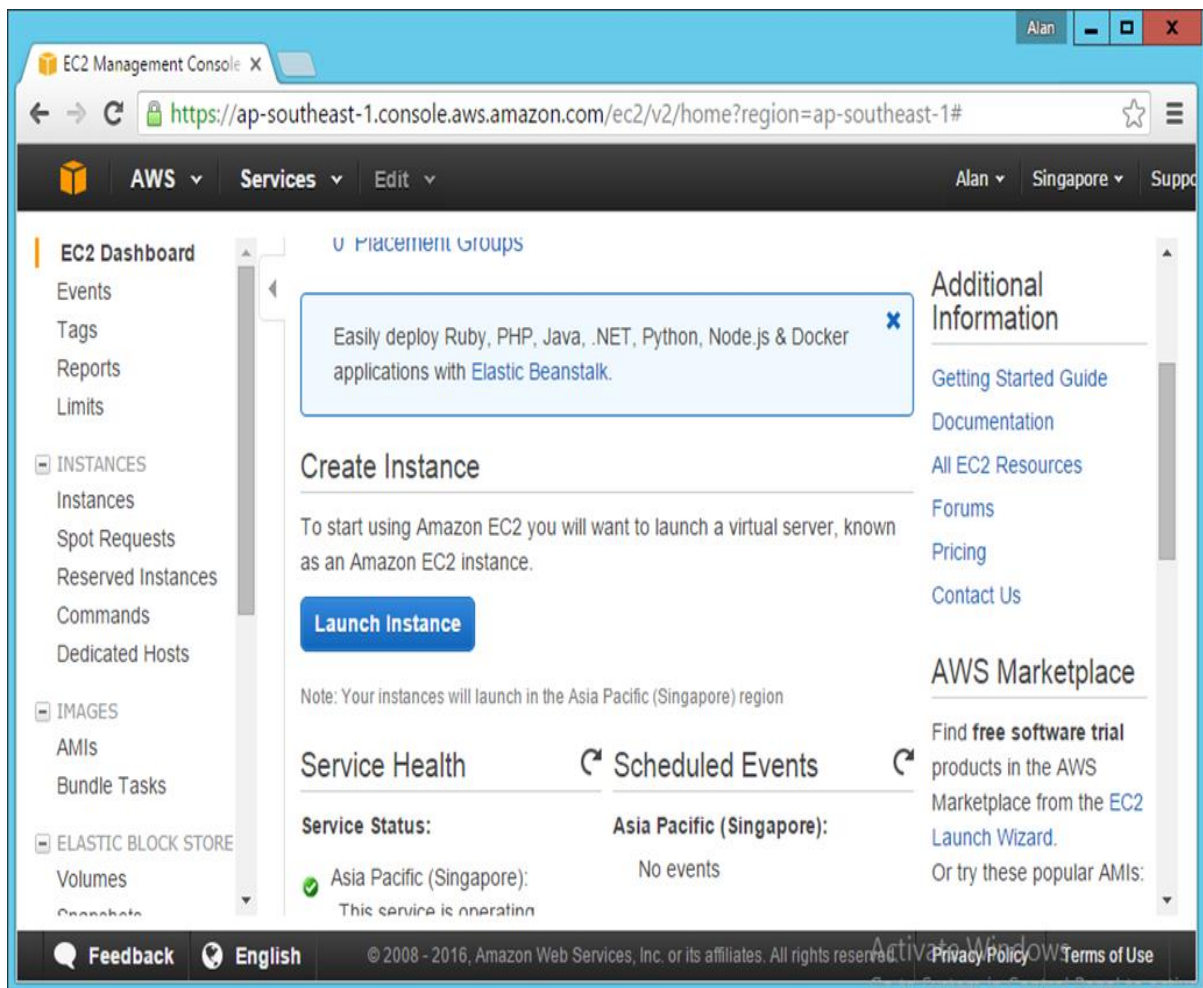 Alan
EC2 Management Console
https://ap-southeast-1.console.aws.amazon.com/ec2/v2/home?region=ap-southeast-1#
AWS Services Edit Alan Singapore Suppo
EC2 Dashboard
Events
Tags
Reports
Limits
INSTANCES
Instances
Spot Requests
Reserved Instances
Commands
Dedicated Hosts
IMAGES
AMIs
Bundle Tasks
ELASTIC BLOCK STORE
Volumes
Snapshots
0 Placement Groups
Easily deploy Ruby, PHP, Java, .NET, Python, Node.js & Docker
applications with Elastic Beanstalk.
Create Instance
To start using Amazon EC2 you will want to launch a virtual server, known
as an Amazon EC2 instance.
Launch Instance
Note: Your instances will launch in the Asia Pacific (Singapore) region
Service Health
Service Status:
Asia Pacific (Singapore):
This service is operating
Scheduled Events
Asia Pacific (Singapore):
No events
Additional
Information
Getting Started Guide
Documentation
All EC2 Resources
Forums
Pricing
Contact Us
AWS Marketplace
Find free software trial
products in the AWS
Marketplace from the EC2
Launch Wizard.
Or try these popular AMIs:
Feedback English © 2008 - 2016, Amazon Web Services, Inc. or its affiliates. All rights reserved. Privacy Policy Terms of Use
Activate Windows